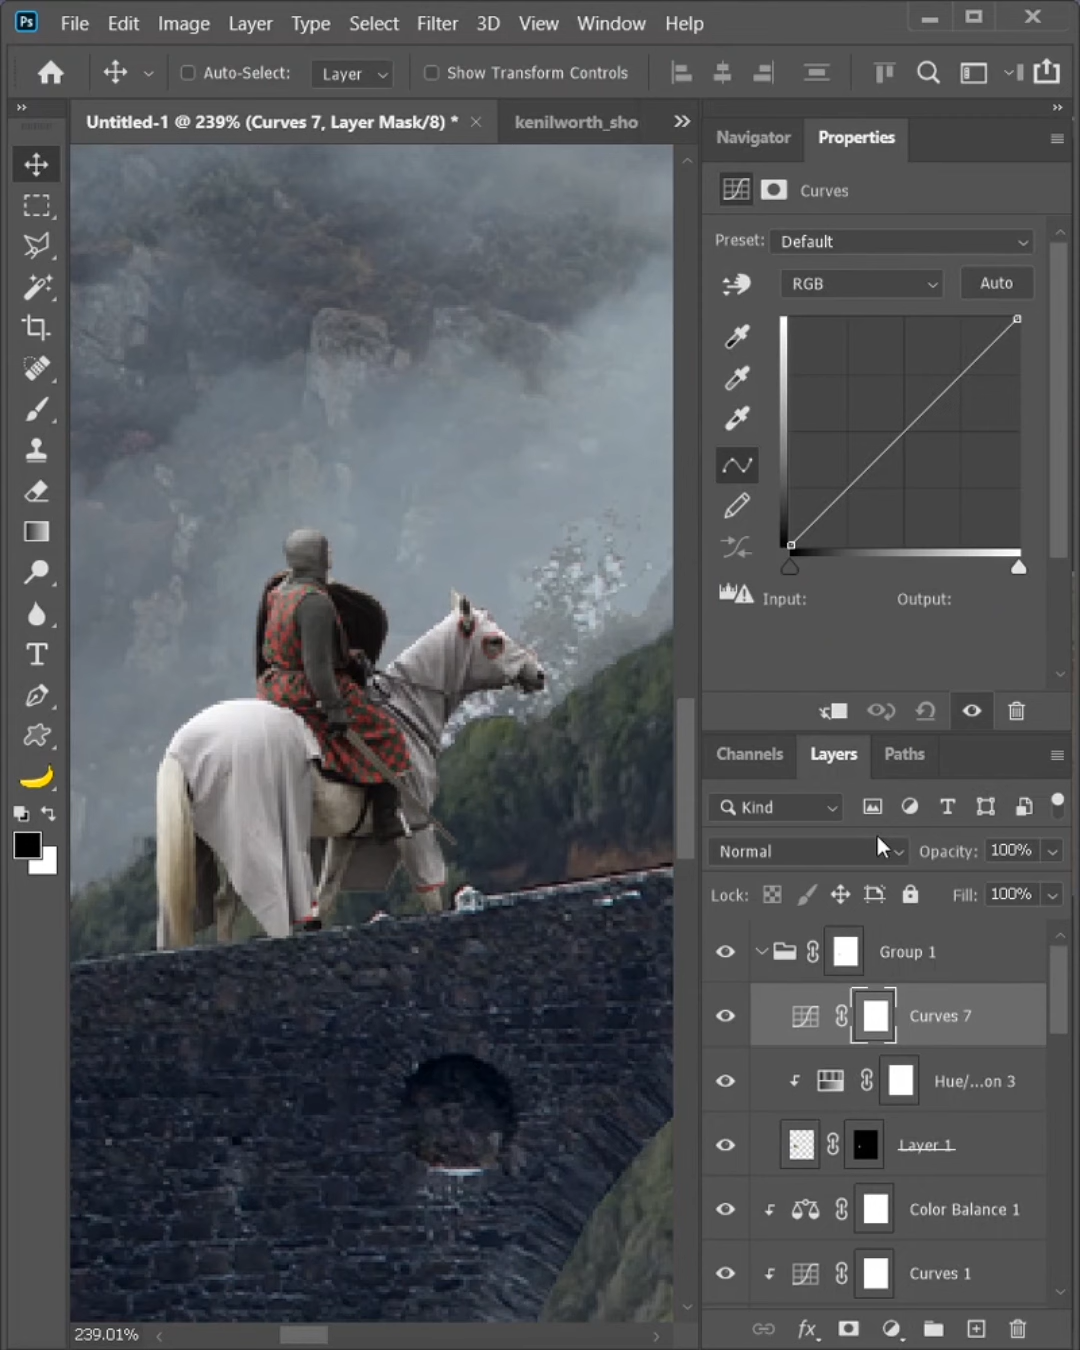 Ps File Edit Image Layer Type Select Filter 3D View Window Help
Auto-Select: Layer Show Transform Controls
Untitled-1 @ 239% (Curves 7, Layer Mask/8) * kenilworth_sho
Navigator Properties
Curves
Preset: Default
RGB Auto
Input: Output:
Channels Layers Paths
Kind
Normal Opacity: 100%
Lock: Fill: 100%
Group 1
Curves 7
Hue/...on 3
Layer 1
Color Balance 1
Curves 1
239.01%
fx